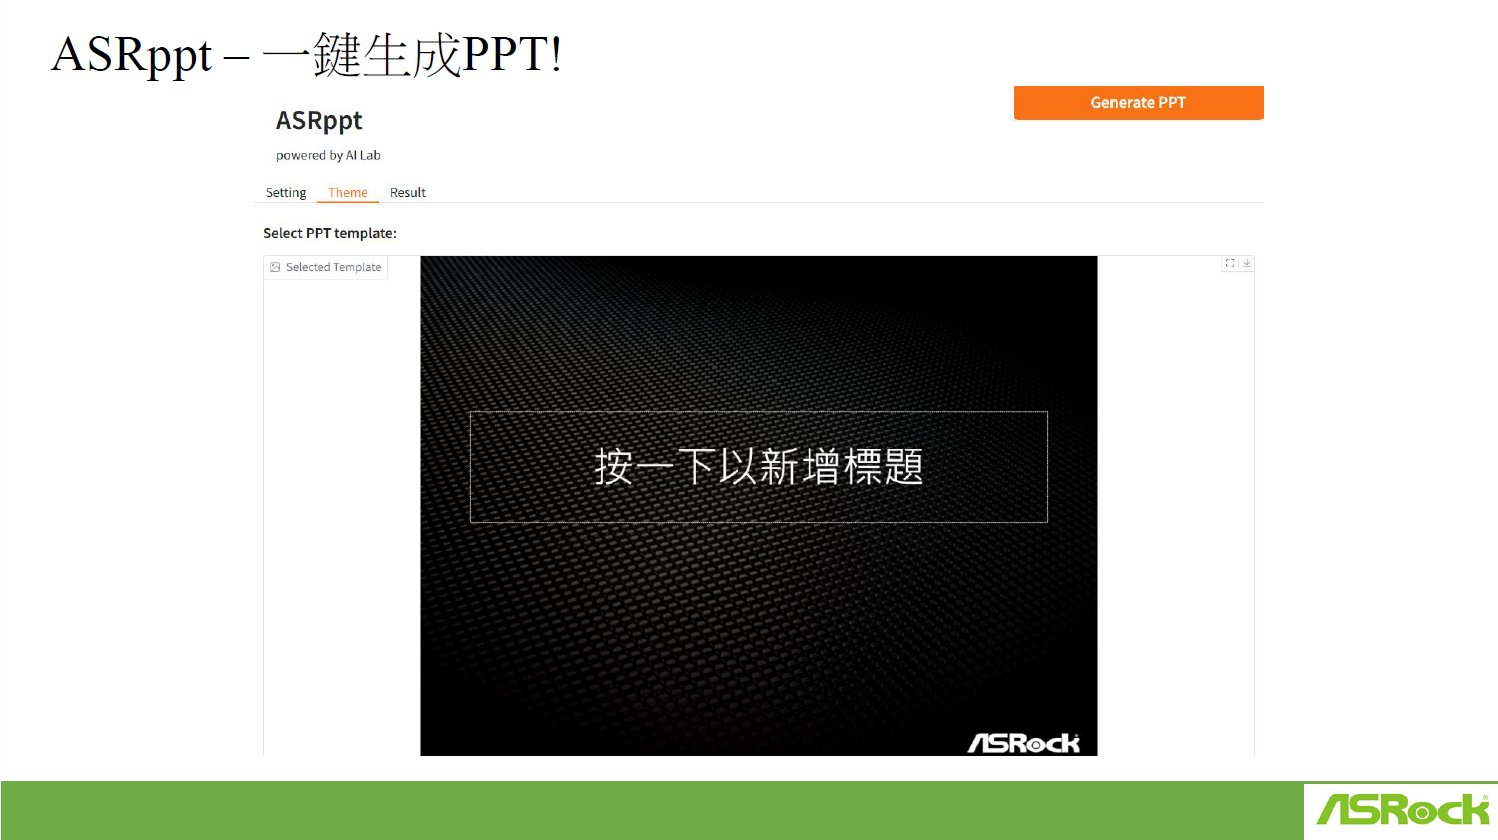 ASRppt – 一鍵生成PPT!
Generate PPT
ASRppt
powered by AI Lab
Setting Theme Result
Select PPT template:
Selected Template
按一下以新增標題
ASRock
ASRock®